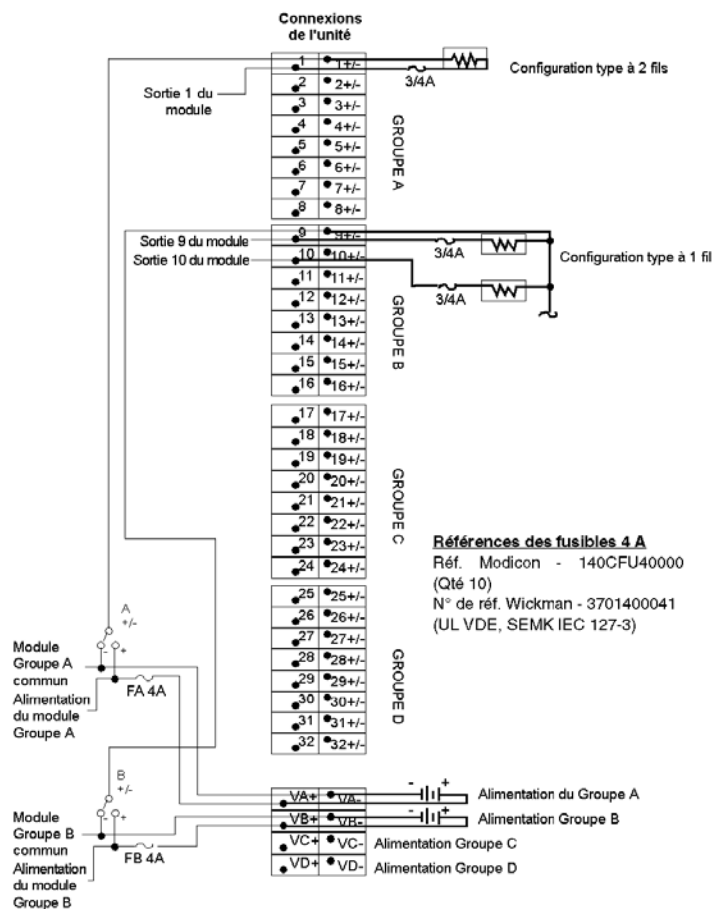 Connexions
de l'unité
1 1+/-
3/4A
Configuration type à 2 fils
Sortie 1 du
module
2 2+/-
3 3+/-
4 4+/-
5 5+/-
6 6+/-
7 7+/-
8 8+/-
GROUPE A
9 9+/-
Sortie 9 du module
3/4A
Configuration type à 1 fil
Sortie 10 du module
10 10+/-
3/4A
11 11+/-
12 12+/-
13 13+/-
14 14+/-
15 15+/-
16 16+/-
GROUPE B
17 17+/-
18 18+/-
19 19+/-
20 20+/-
21 21+/-
22 22+/-
23 23+/-
24 24+/-
GROUPE C
Références des fusibles 4 A
Réf. Modicon - 140CFU40000
(Qté 10)
N° de réf. Wickman - 3701400041
(UL VDE, SEMK IEC 127-3)
25 25+/-
26 26+/-
27 27+/-
28 28+/-
29 29+/-
30 30+/-
31 31+/-
32 32+/-
GROUPE D
A
+/-
- +
Module
Groupe A
commun
FA 4A
Alimentation
du module
Groupe A
B
+/-
- +
Module
Groupe B
commun
FB 4A
Alimentation
du module
Groupe B
VA+ VA-
- +
Alimentation du Groupe A
VB+ VB-
- +
Alimentation Groupe B
VC+ VC- Alimentation Groupe C
VD+ VD- Alimentation Groupe D